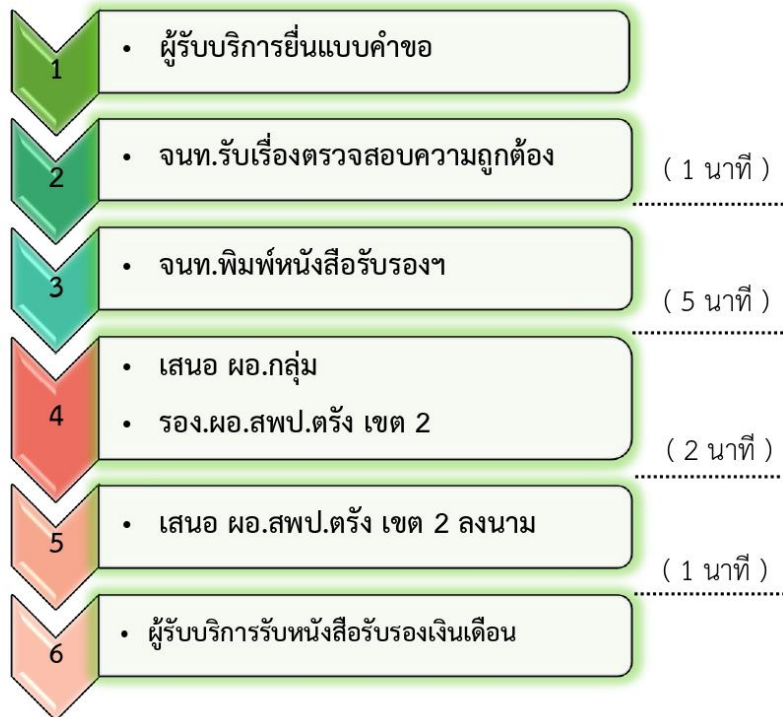 1
• ผู้รับบริการยื่นแบบคำขอ
2
• จนท.รับเรื่องตรวจสอบความถูกต้อง
( 1 นาที )
3
• จนท.พิมพ์หนังสือรับรองฯ
( 5 นาที )
4
• เสนอ ผอ.กลุ่ม
• รอง.ผอ.สพป.ตรัง เขต 2
( 2 นาที )
5
• เสนอ ผอ.สพป.ตรัง เขต 2 ลงนาม
( 1 นาที )
6
• ผู้รับบริการรับหนังสือรับรองเงินเดือน